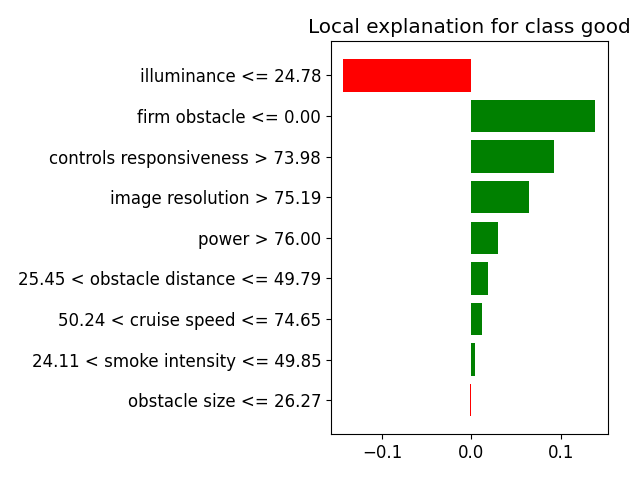 Local explanation for class good
illuminance <= 24.78
firm obstacle <= 0.00
controls responsiveness > 73.98
image resolution > 75.19
power > 76.00
25.45 < obstacle distance <= 49.79
50.24 < cruise speed <= 74.65
24.11 < smoke intensity <= 49.85
obstacle size <= 26.27
−0.1 0.0 0.1